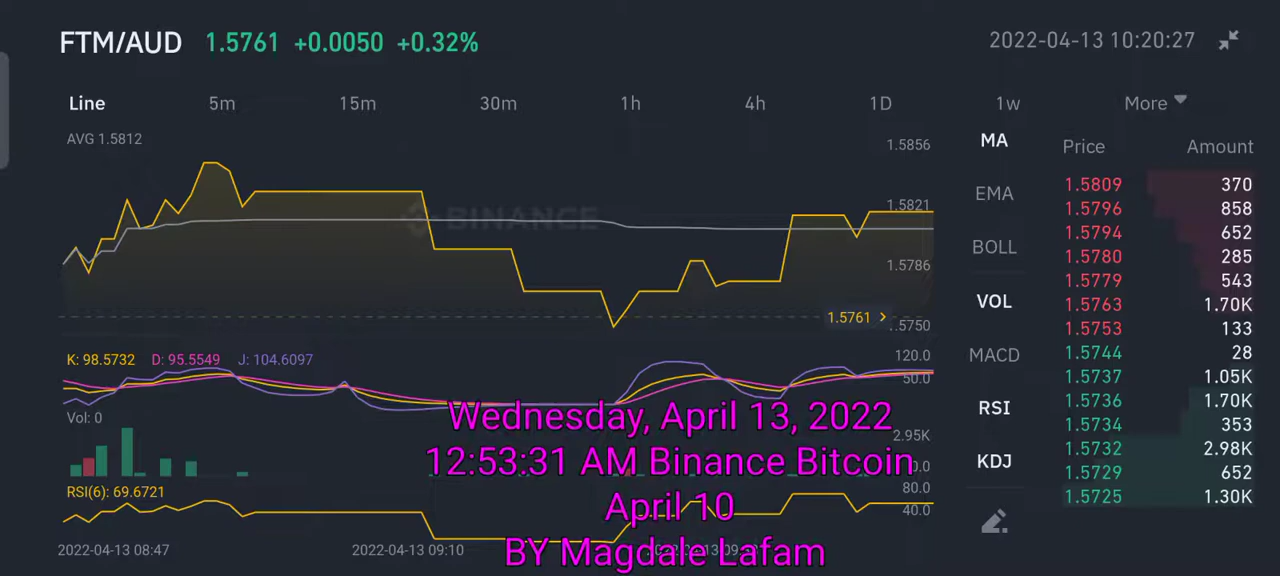 FTM/AUD 1.5761 +0.0050 +0.32% 2022-04-13 10:20:27
Line 5m 15m 30m 1h 4h 1D 1w More
AVG 1.5812
1.5856
1.5821
1.5786
1.5761
.5750
BINANCE
K: 98.5732 D: 95.5549 J: 104.6097
120.0
50.0
Vol: 0
2.95K
0.0
RSI(6): 69.6721
80.0
40.0
2022-04-13 08:47 2022-04-13 09:10
MA
EMA
BOLL
VOL
MACD
RSI
KDJ
Price Amount
1.5809 370
1.5796 858
1.5794 652
1.5780 285
1.5779 543
1.5763 1.70K
1.5753 133
1.5744 28
1.5737 1.05K
1.5736 1.70K
1.5734 353
1.5732 2.98K
1.5729 652
1.5725 1.30K
Wednesday, April 13, 2022
12:53:31 AM Binance Bitcoin
April 10
BY Magdale Lafam